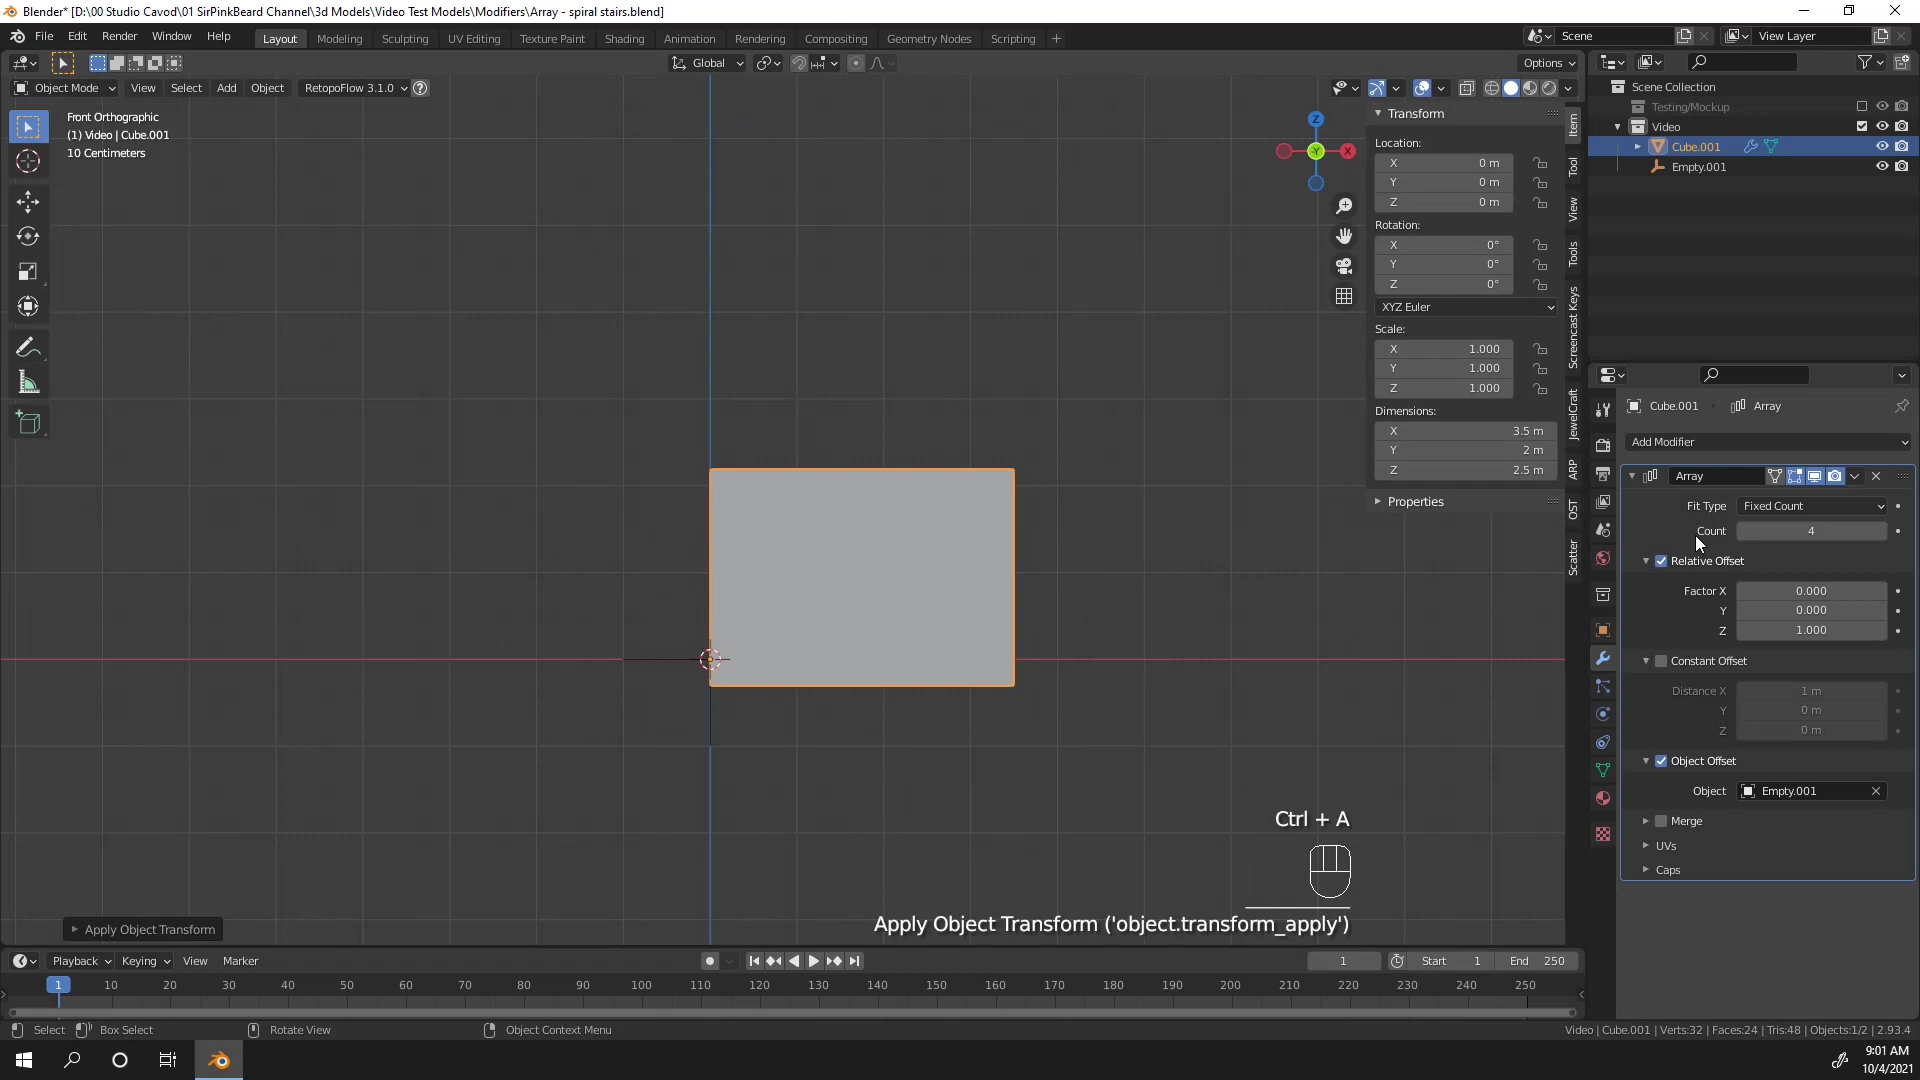 Blender* [D:\00 Studio Cavod\01 SirPinkBeard Channel\3d Models\Video Test Models\Modifiers\Array - spiral stairs.blend]
File Edit Render Window Help
Layout Modeling Sculpting UV Editing Texture Paint Shading Animation Rendering Compositing Geometry Nodes Scripting +
Scene
View Layer
Global
Options
Object Mode View Select Add Object RetopoFlow 3.1.0 ?
Front Orthographic
(1) Video | Cube.001
10 Centimeters
Z
Y
X
Transform
Location:
X 0 m
Y 0 m
Z 0 m
Rotation:
X 0°
Y 0°
Z 0°
XYZ Euler
Scale:
X 1.000
Y 1.000
Z 1.000
Dimensions:
X 3.5 m
Y 2 m
Z 2.5 m
Properties
Item
Tool
View
Tools
Screencast Keys
JewelCraft
ARP
OST
Scatter
Scene Collection
Testing/Mockup
Video
Cube.001
Empty.001
Cube.001 Array
Add Modifier
Array
Fit Type Fixed Count
Count 4
Relative Offset
Factor X 0.000
Y 0.000
Z 1.000
Constant Offset
Distance X 1 m
Y 0 m
Z 0 m
Object Offset
Object Empty.001
Merge
UVs
Caps
Ctrl + A
Apply Object Transform ('object.transform_apply')
Apply Object Transform
Playback Keying View Marker
1 Start 1 End 250
1 10 20 30 40 50 60 70 80 90 100 110 120 130 140 150 160 170 180 190 200 210 220 230 240 250
Select Box Select Rotate View Object Context Menu
Video | Cube.001 | Verts:32 | Faces:24 | Tris:48 | Objects:1/2 | 2.93.4
9:01 AM
10/4/2021